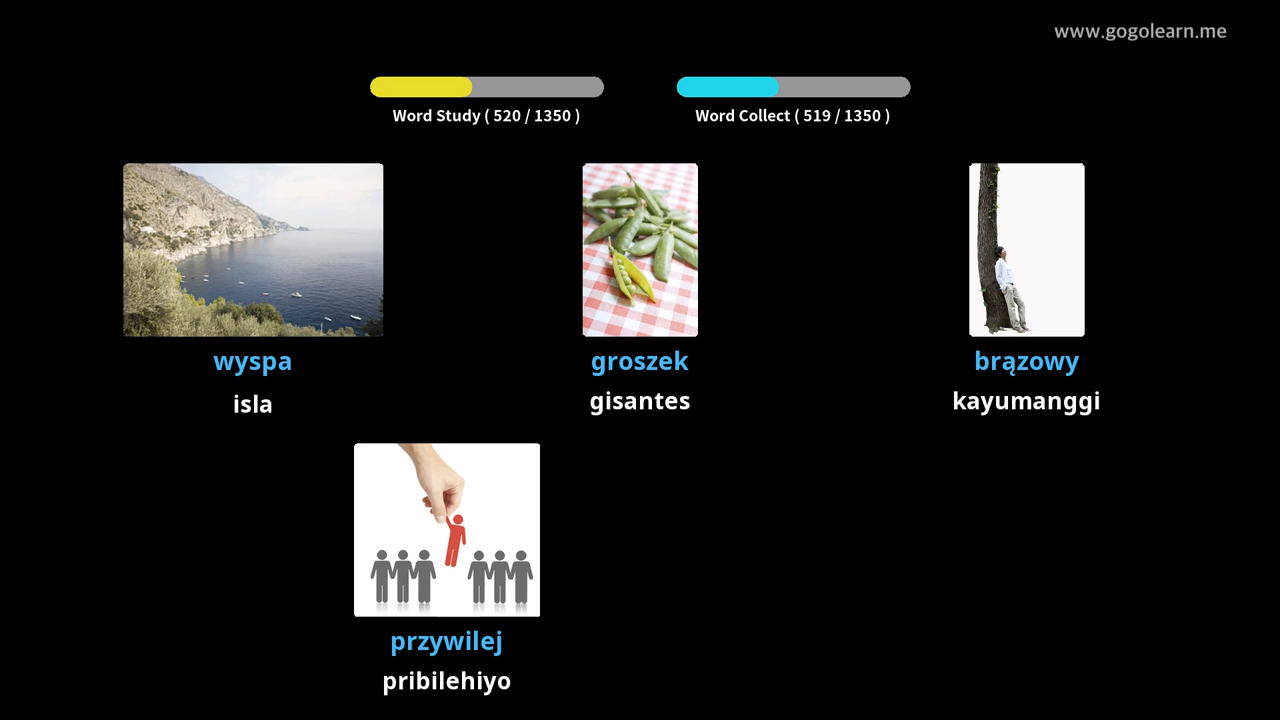 www.gogolearn.me
Word Study ( 520 / 1350 )
Word Collect ( 519 / 1350 )
wyspa
isla
groszek
gisantes
brązowy
kayumanggi
przywilej
pribilehiyo